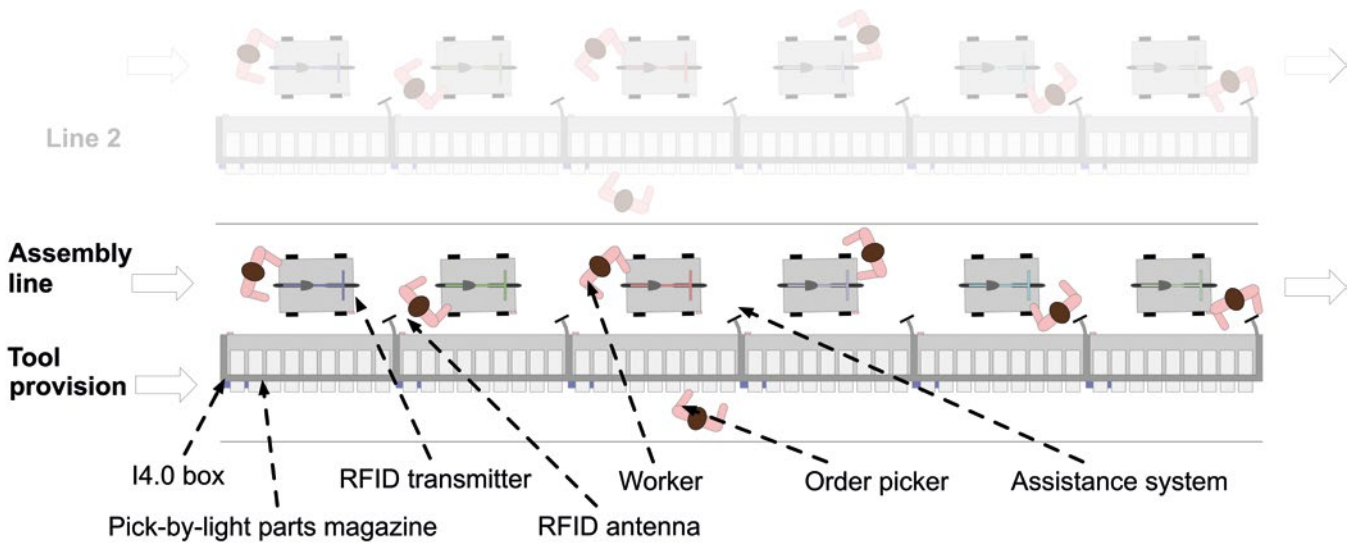 Line 2
Assembly
line
Tool
provision
I4.0 box
RFID transmitter
Worker
Order picker
Assistance system
Pick-by-light parts magazine
RFID antenna